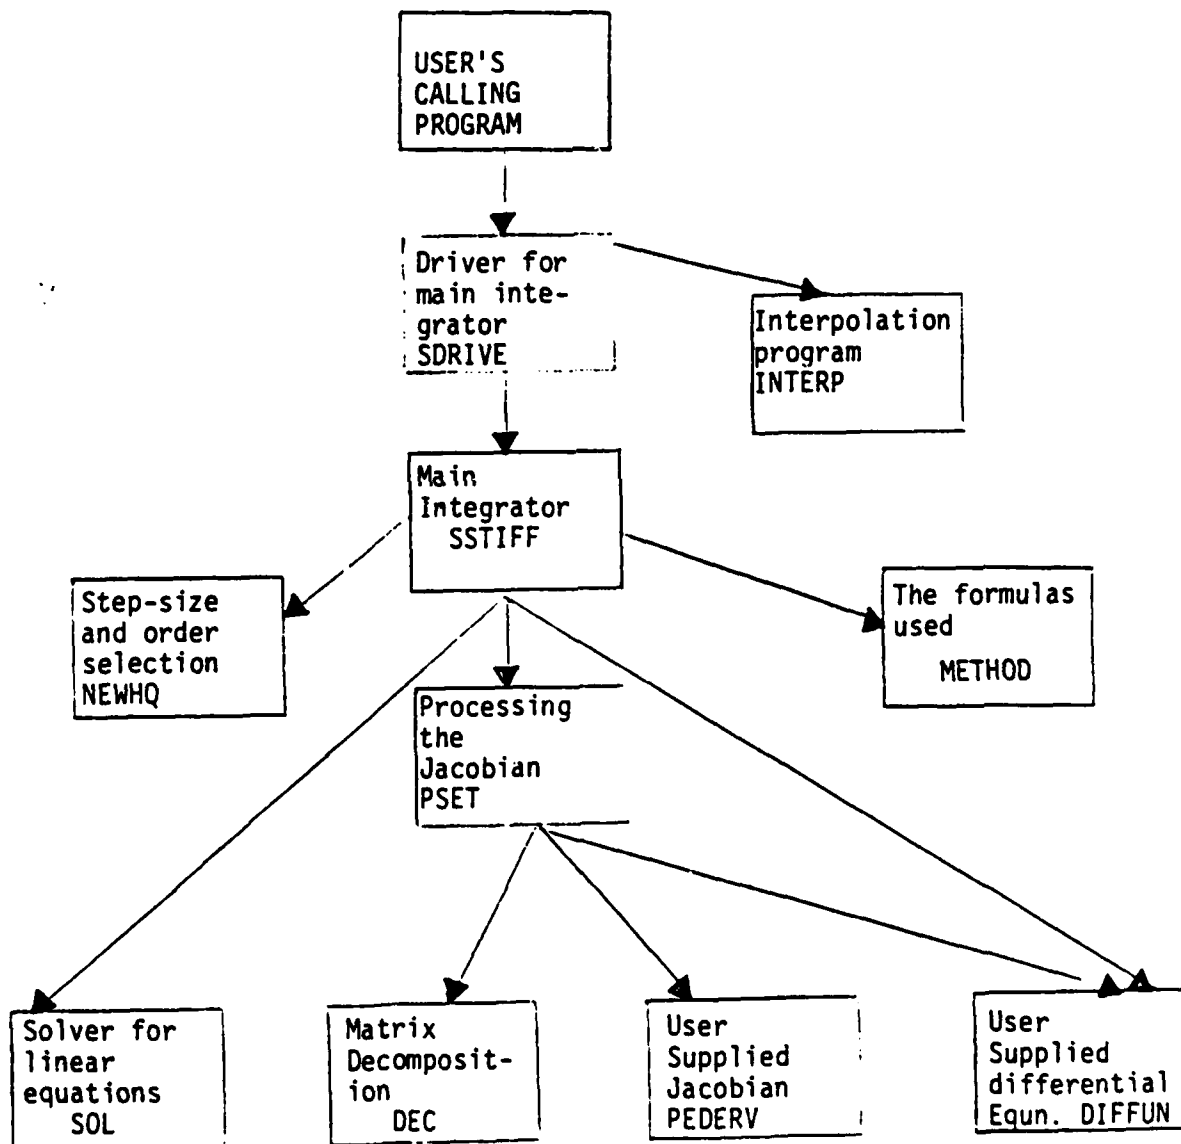 USER'S
CALLING
PROGRAM
Driver for
main inte-
grator
SDRIVE
Interpolation
program
INTERP
Main
Integrator
SSTIFF
Step-size
and order
selection
NEWHQ
The formulas
used
METHOD
Processing
the
Jacobian
PSET
Solver for
linear
equations
SOL
Matrix
Decomposit-
ion
DEC
User
Supplied
Jacobian
PEDERV
User
Supplied
differential
Equn. DIFFUN